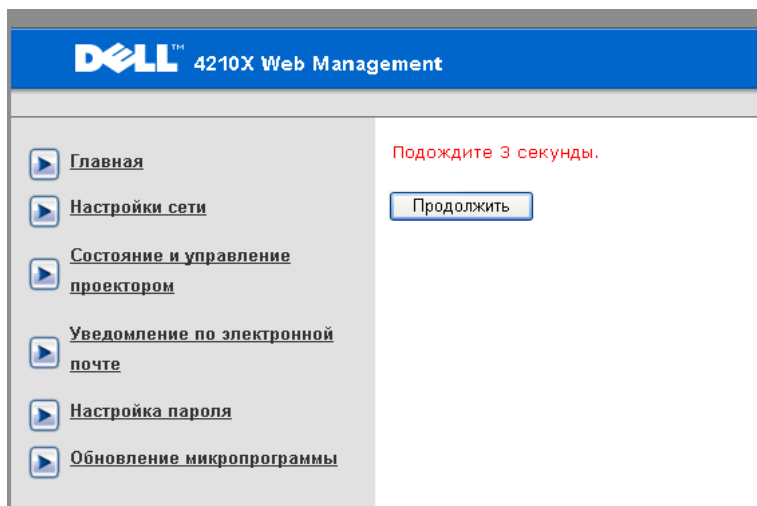 DELL™ 4210X Web Management
Главная
Настройки сети
Состояние и управление
проектором
Уведомление по электронной
почте
Настройка пароля
Обновление микропрограммы
Подождите 3 секунды.
Продолжить